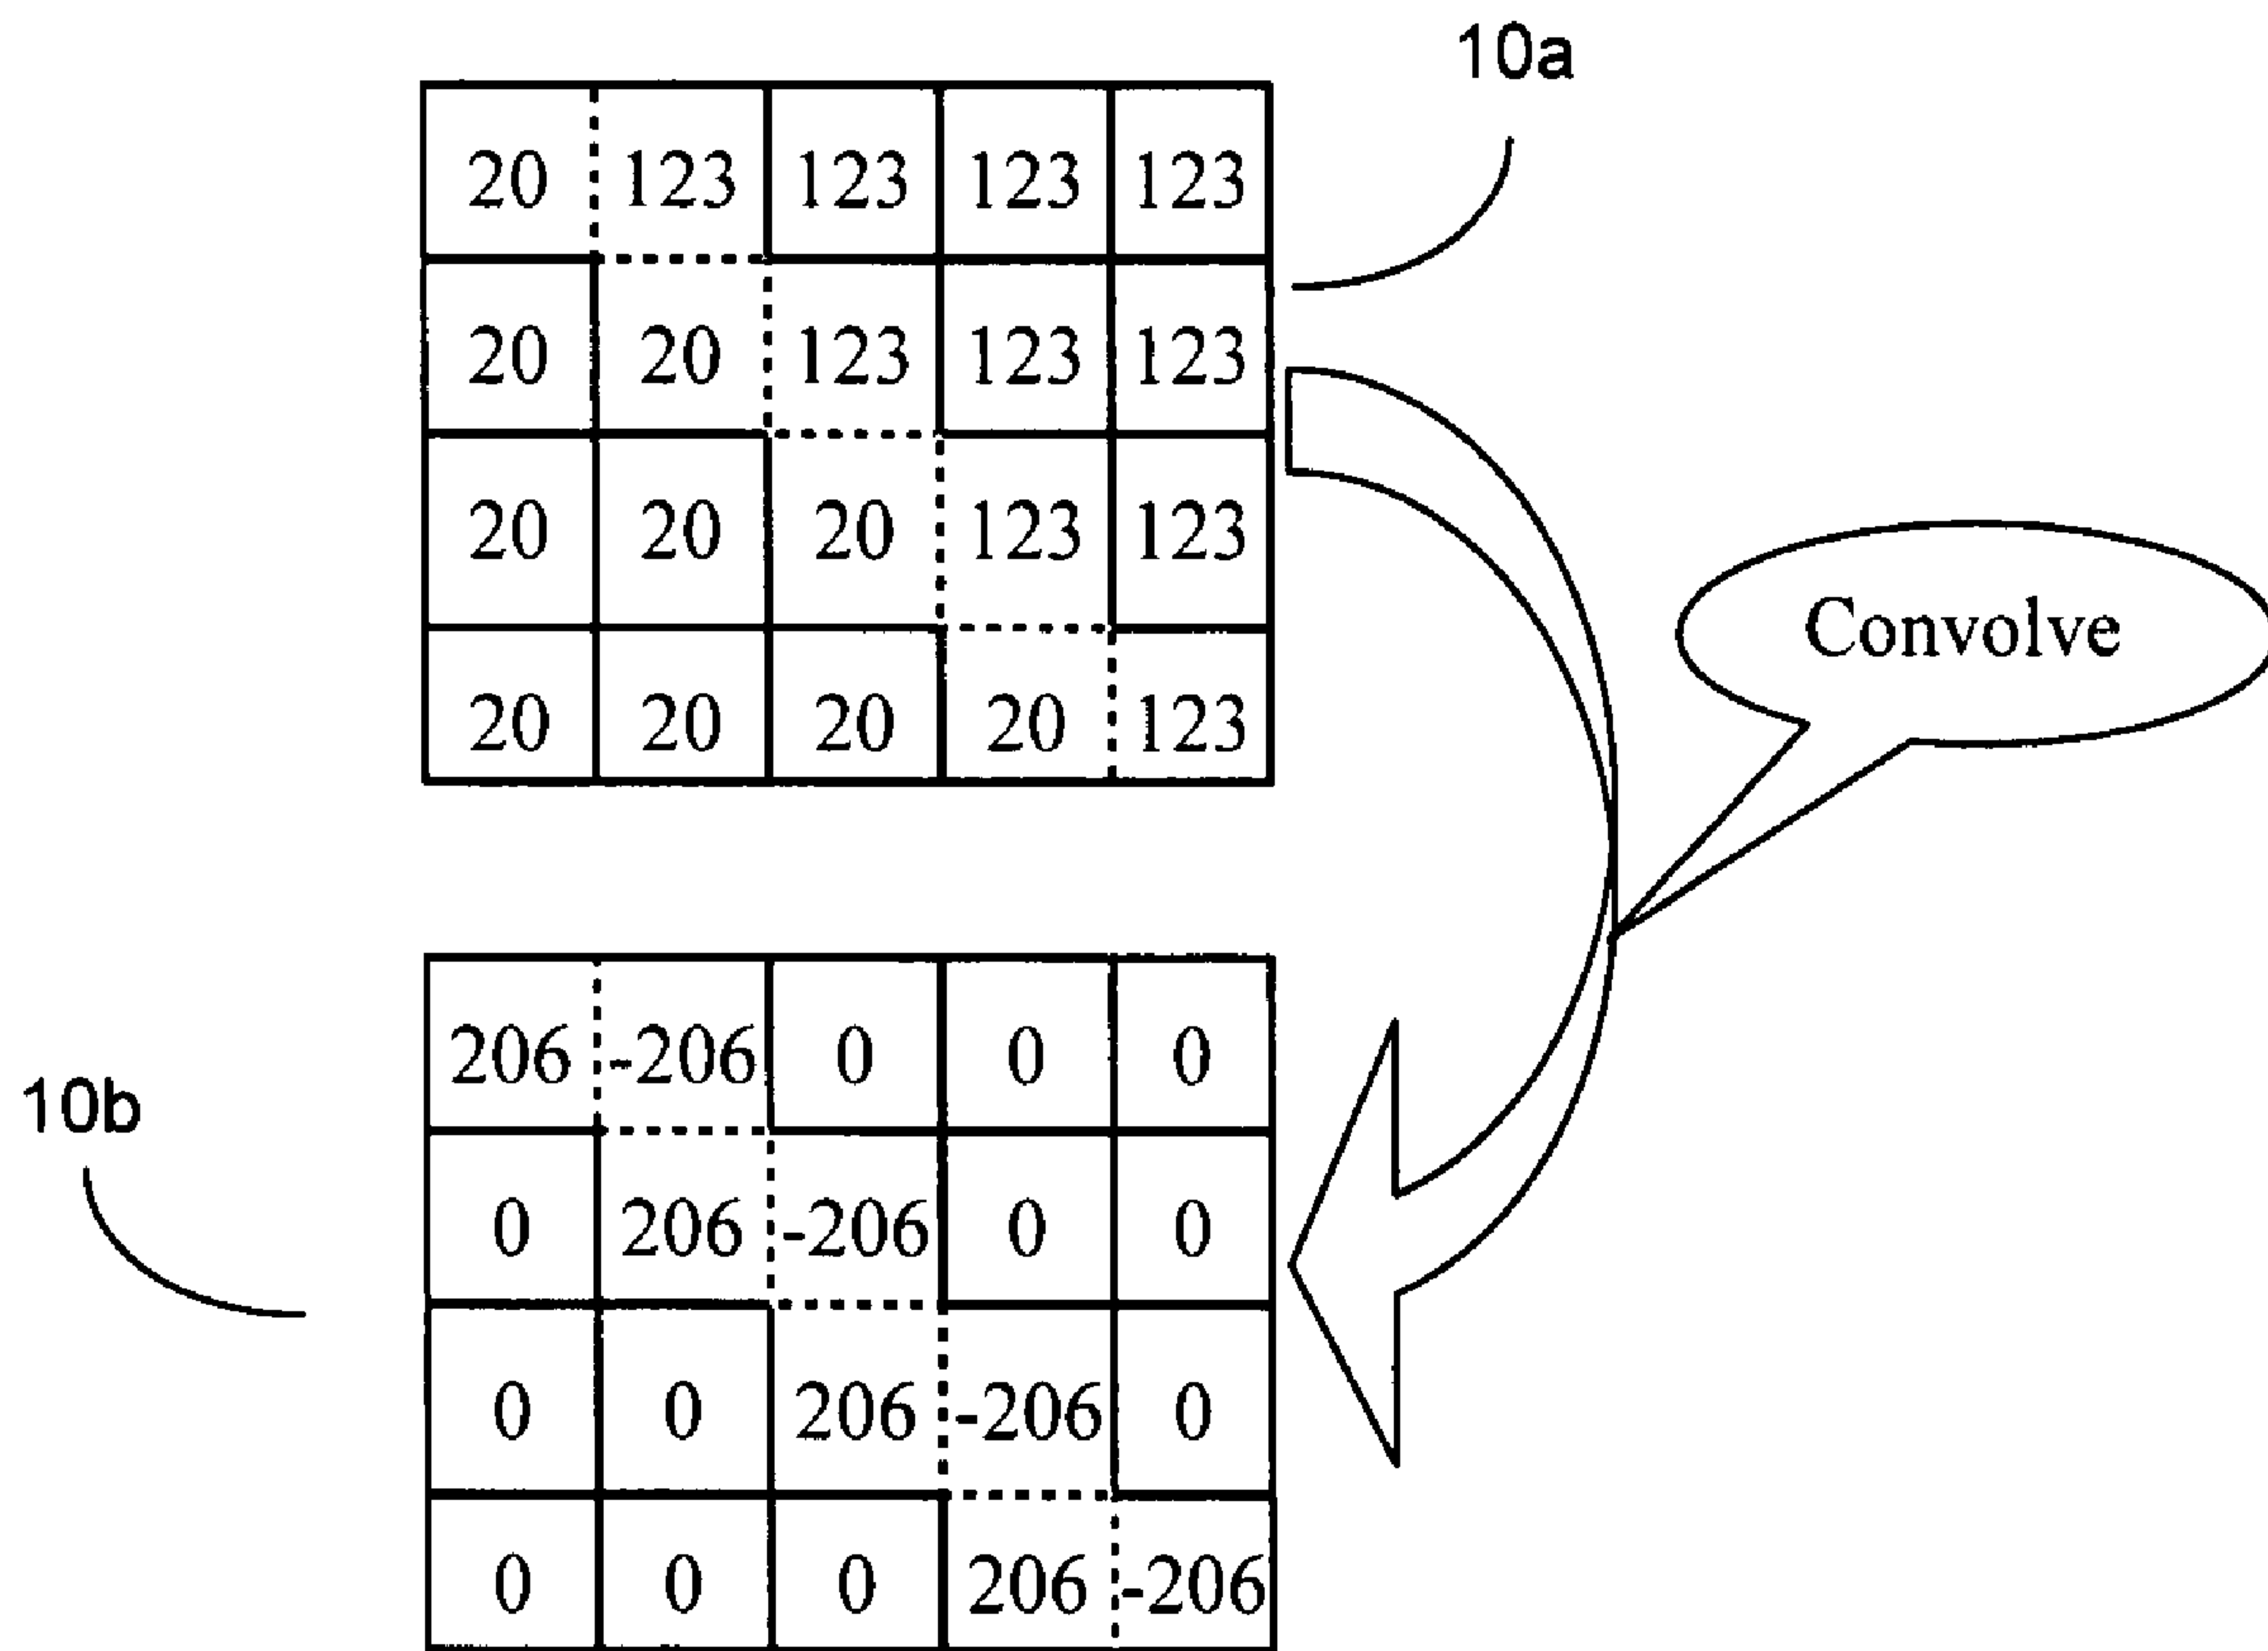 10a
20 123 123 123 123
20 20 123 123 123
20 20 20 123 123
Convolve
20 20 20 20 123
206 -206 0 0 0
10b
0 206 -206 0 0
0 0 206 -206 0
0 0 0 206 -206